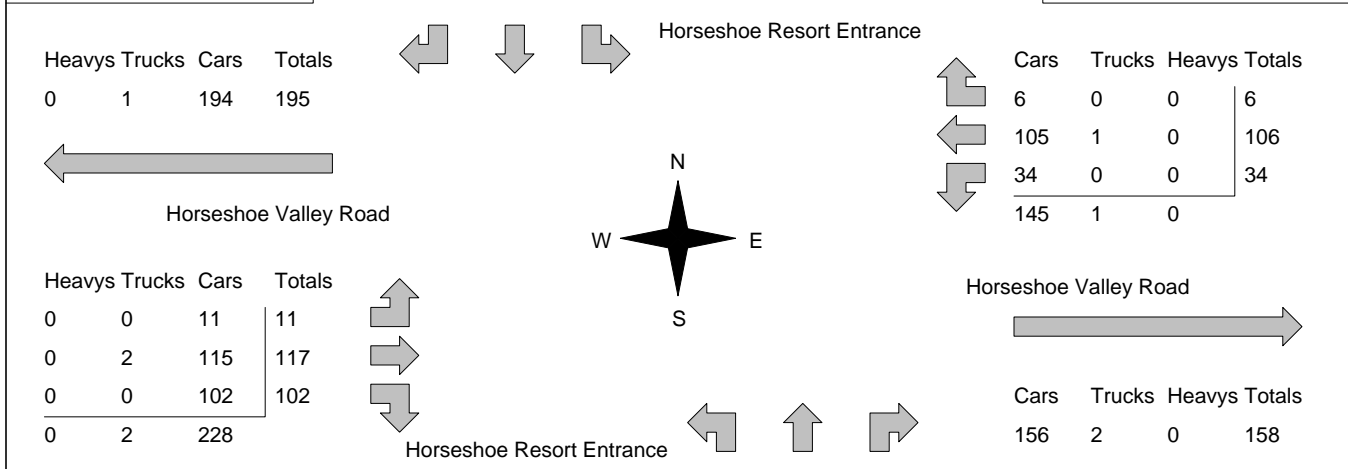 Horseshoe Resort Entrance
Heavys Trucks Cars Totals
0 1 194 195
Cars Trucks Heavys Totals
6 0 0 6
105 1 0 106
34 0 0 34
145 1 0
Horseshoe Valley Road
N
W E
S
Heavys Trucks Cars Totals
0 0 11 11
0 2 115 117
0 0 102 102
0 2 228
Horseshoe Valley Road
Cars Trucks Heavys Totals
156 2 0 158
Horseshoe Resort Entrance